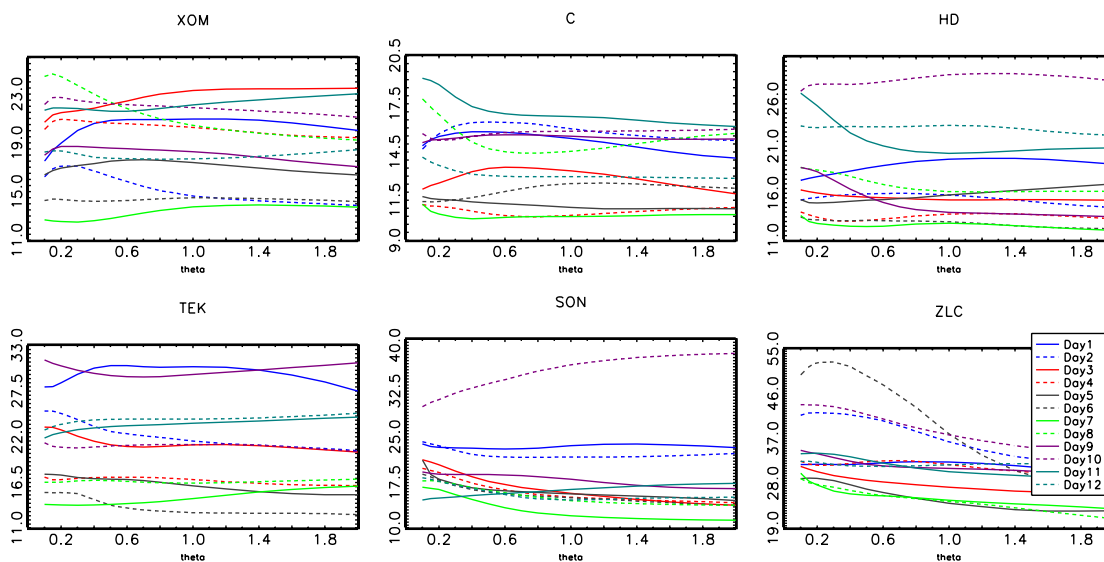 XOM
C
HD
23.0
19.0
15.0
11.0
0.2 0.6 1.0 1.4 1.8
theta
20.5
17.5
14.5
11.5
9.0
0.2 0.6 1.0 1.4 1.8
theta
26.0
21.0
16.0
11.0
0.2 0.6 1.0 1.4 1.8
theta
TEK
SON
ZLC
33.0
27.5
22.0
16.5
11.0
0.2 0.6 1.0 1.4 1.8
theta
40.0
32.5
25.0
17.5
10.0
0.2 0.6 1.0 1.4 1.8
theta
55.0
46.0
37.0
28.0
19.0
0.2 0.6 1.0 1.4 1.8
theta
Day1
Day2
Day3
Day4
Day5
Day6
Day7
Day8
Day9
Day10
Day11
Day12